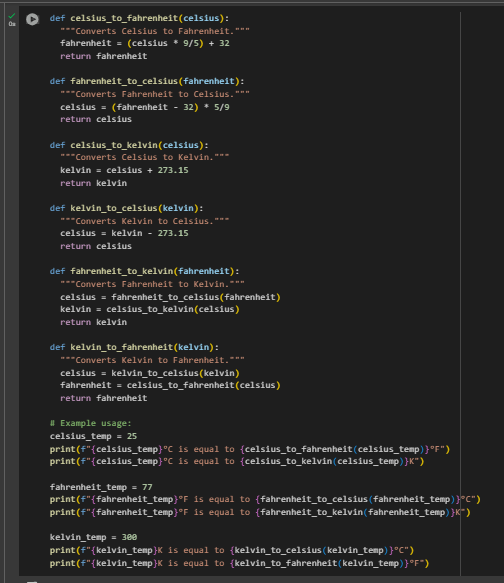 def celsius_to_fahrenheit(celsius):
"""Converts Celsius to Fahrenheit."""
fahrenheit = (celsius * 9/5) + 32
return fahrenheit
def fahrenheit_to_celsius(fahrenheit):
"""Converts Fahrenheit to Celsius."""
celsius = (fahrenheit - 32) * 5/9
return celsius
def celsius_to_kelvin(celsius):
"""Converts Celsius to Kelvin."""
kelvin = celsius + 273.15
return kelvin
def kelvin_to_celsius(kelvin):
"""Converts Kelvin to Celsius."""
celsius = kelvin - 273.15
return celsius
def fahrenheit_to_kelvin(fahrenheit):
"""Converts Fahrenheit to Kelvin."""
celsius = fahrenheit_to_celsius(fahrenheit)
kelvin = celsius_to_kelvin(celsius)
return kelvin
def kelvin_to_fahrenheit(kelvin):
"""Converts Kelvin to Fahrenheit."""
celsius = kelvin_to_celsius(kelvin)
fahrenheit = celsius_to_fahrenheit(celsius)
return fahrenheit
# Example usage:
celsius_temp = 25
print(f"{celsius_temp}°C is equal to {celsius_to_fahrenheit(celsius_temp)}°F")
print(f"{celsius_temp}°C is equal to {celsius_to_kelvin(celsius_temp)}K")
fahrenheit_temp = 77
print(f"{fahrenheit_temp}°F is equal to {fahrenheit_to_celsius(fahrenheit_temp)}°C")
print(f"{fahrenheit_temp}°F is equal to {fahrenheit_to_kelvin(fahrenheit_temp)}K")
kelvin_temp = 300
print(f"{kelvin_temp}K is equal to {kelvin_to_celsius(kelvin_temp)}°C")
print(f"{kelvin_temp}K is equal to {kelvin_to_fahrenheit(kelvin_temp)}°F")